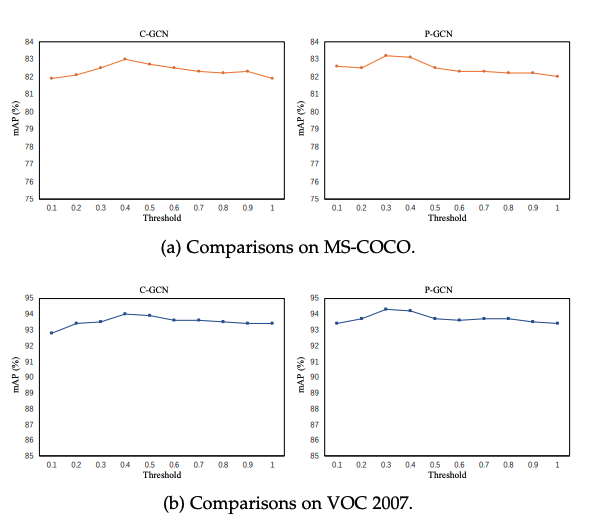 C-GCN
P-GCN
84
83
82
81
80
79
78
77
76
75
mAP (%)
0.1 0.2 0.3 0.4 0.5 0.6 0.7 0.8 0.9 1
Threshold
84
83
82
81
80
79
78
77
76
75
mAP (%)
0.1 0.2 0.3 0.4 0.5 0.6 0.7 0.8 0.9 1
Threshold
(a) Comparisons on MS-COCO.
C-GCN
P-GCN
95
94
93
92
91
90
89
88
87
86
85
mAP (%)
0.1 0.2 0.3 0.4 0.5 0.6 0.7 0.8 0.9 1
Threshold
95
94
93
92
91
90
89
88
87
86
85
mAP (%)
0.1 0.2 0.3 0.4 0.5 0.6 0.7 0.8 0.9 1
Threshold
(b) Comparisons on VOC 2007.